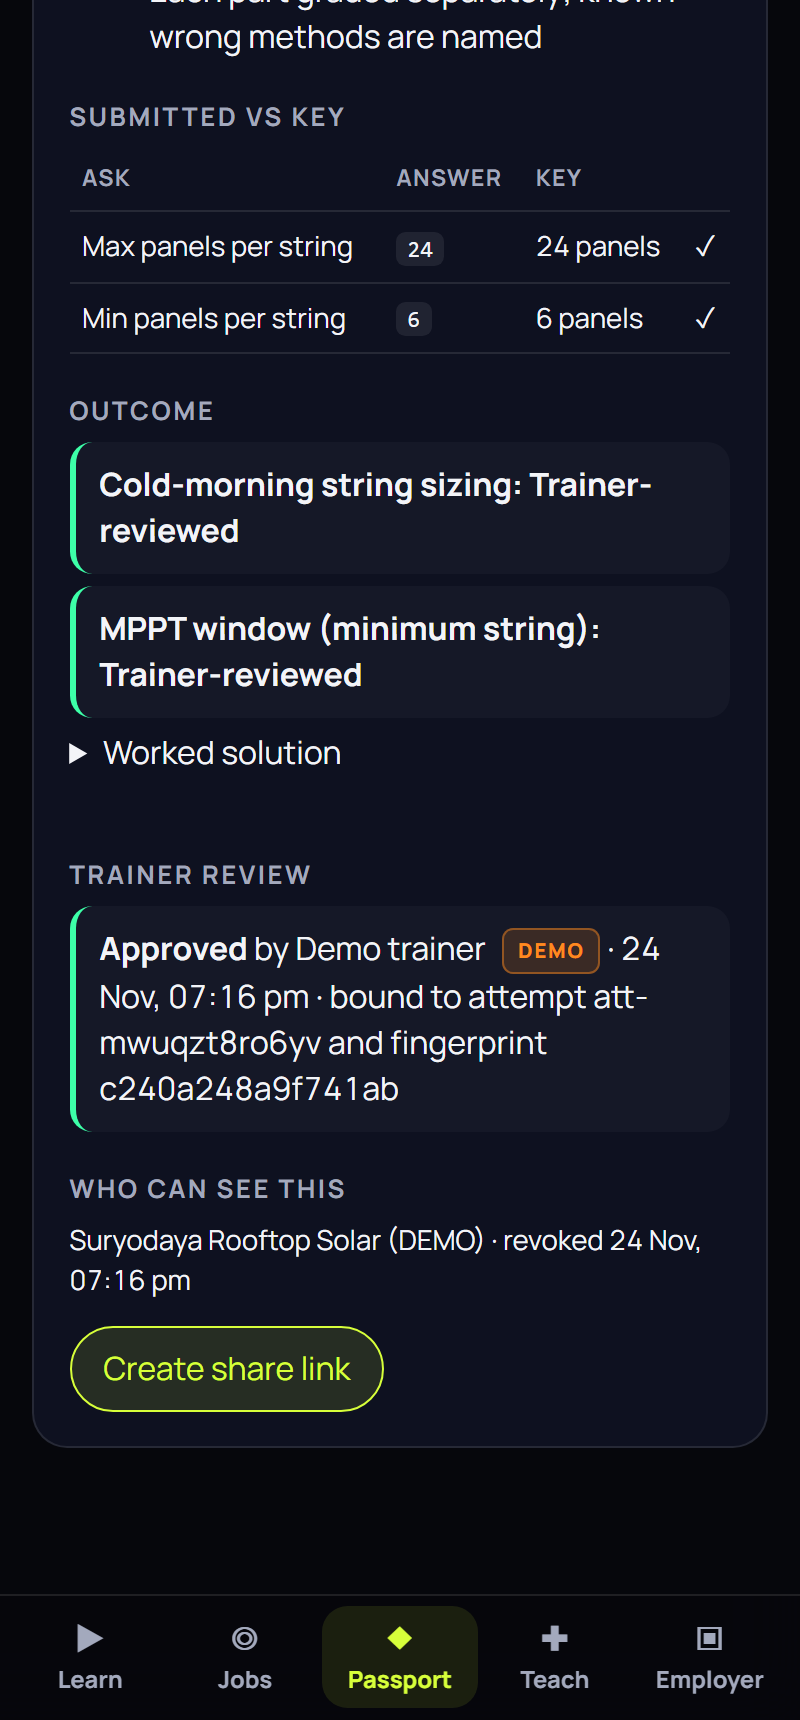 wrong methods are named
SUBMITTED VS KEY
ASK ANSWER KEY
Max panels per string 24 24 panels ✓
Min panels per string 6 6 panels ✓
OUTCOME
Cold-morning string sizing: Trainer-
reviewed
MPPT window (minimum string):
Trainer-reviewed
▶ Worked solution
TRAINER REVIEW
Approved by Demo trainer DEMO · 24
Nov, 07:16 pm · bound to attempt att-
mwuqzt8ro6yv and fingerprint
c240a248a9f741ab
WHO CAN SEE THIS
Suryodaya Rooftop Solar (DEMO) · revoked 24 Nov,
07:16 pm
Create share link
Learn Jobs Passport Teach Employer